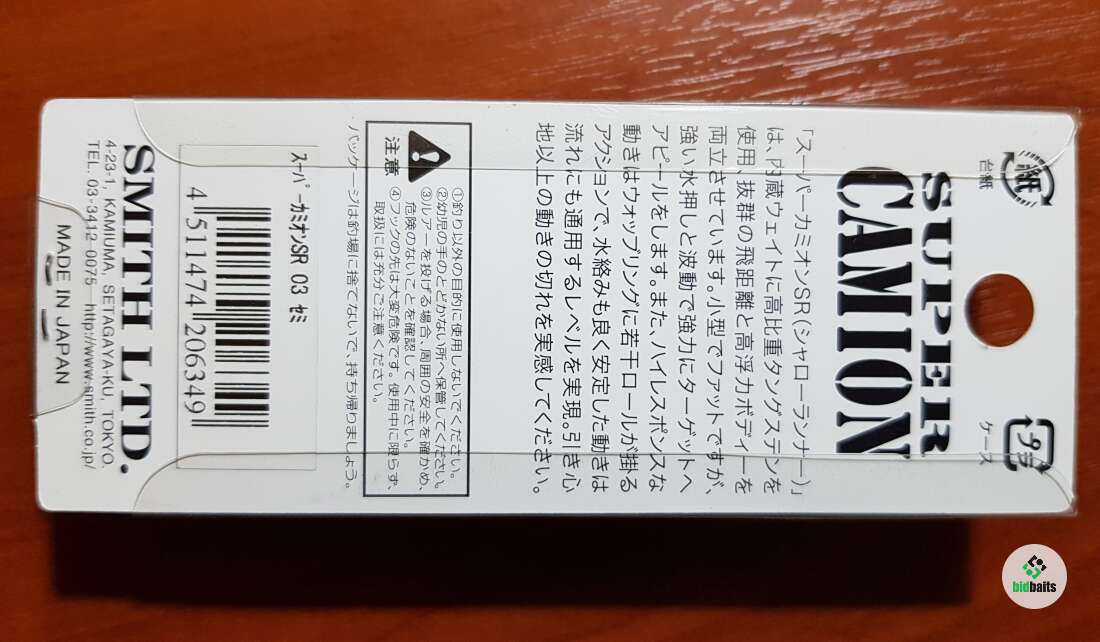 紙
台紙
プラ
ケース
SUPER
CAMION
「スーパーカミオンSR(シャローランナー)」
は、内蔵ウェイトに高比重タングステンを
使用、抜群の飛距離と高浮力ボディーを
両立させています。小型でファットですが、
強い水押しと波動で強力にターゲットへ
アピールをします。また、ハイレスポンスな
動きはウォッブリングに若干ロールが掛る
アクションで、水絡みも良く安定した動きは
流れにも通用するレベルを実現。引き心
地以上の動きの切れを実感してください。
注意
①釣り以外の目的に使用しないでください。
②幼児の手のとどかない所へ保管してください。
③ルアーを投げる場合、周囲の安全を確かめ、
危険のないことを確認してください。
④フックの先は大変危険です。使用中に限らず、
取扱には充分ご注意ください。
パッケージは釣場に捨てないで、持ち帰りましょう。
スーパーカミオンSR 03 セミ
4 511474 206349
SMITH LTD.
4-23-1, KAMIUMA, SETAGAYA-KU, TOKYO.
TEL. 03-3412-0075 http://www.smith.co.jp/
MADE IN JAPAN
bidbaits